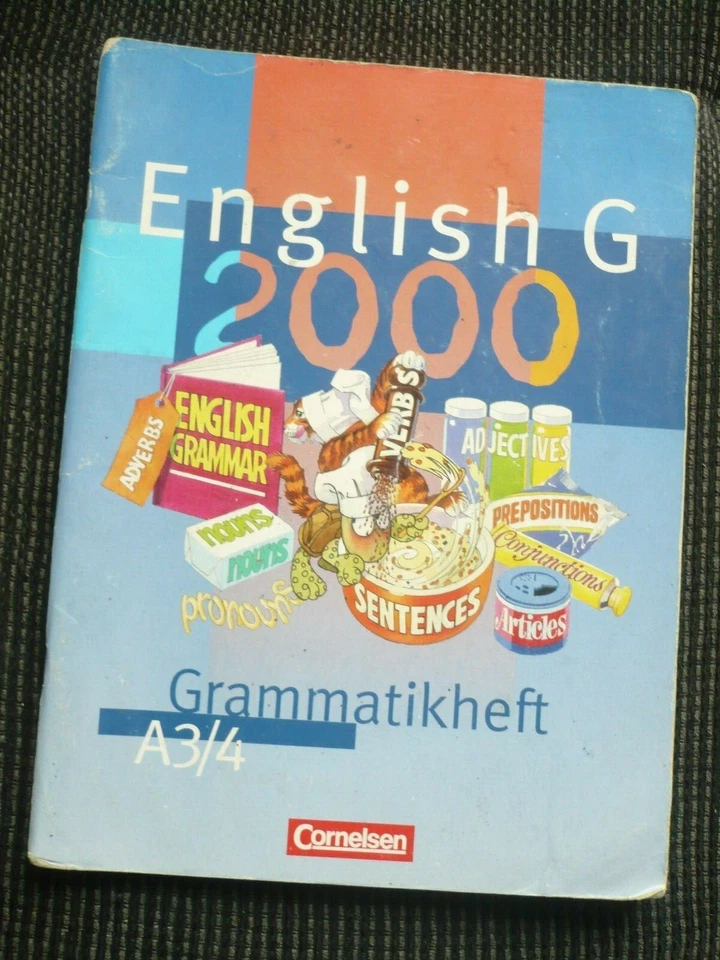 English G
2000
ADVERBS
ENGLISH
GRAMMAR
VERBS
ADJECTIVES
nouns
nouns
PREPOSITIONS
Conjunctions
pronouns
SENTENCES
Articles
Grammatikheft
A3/4
Cornelsen